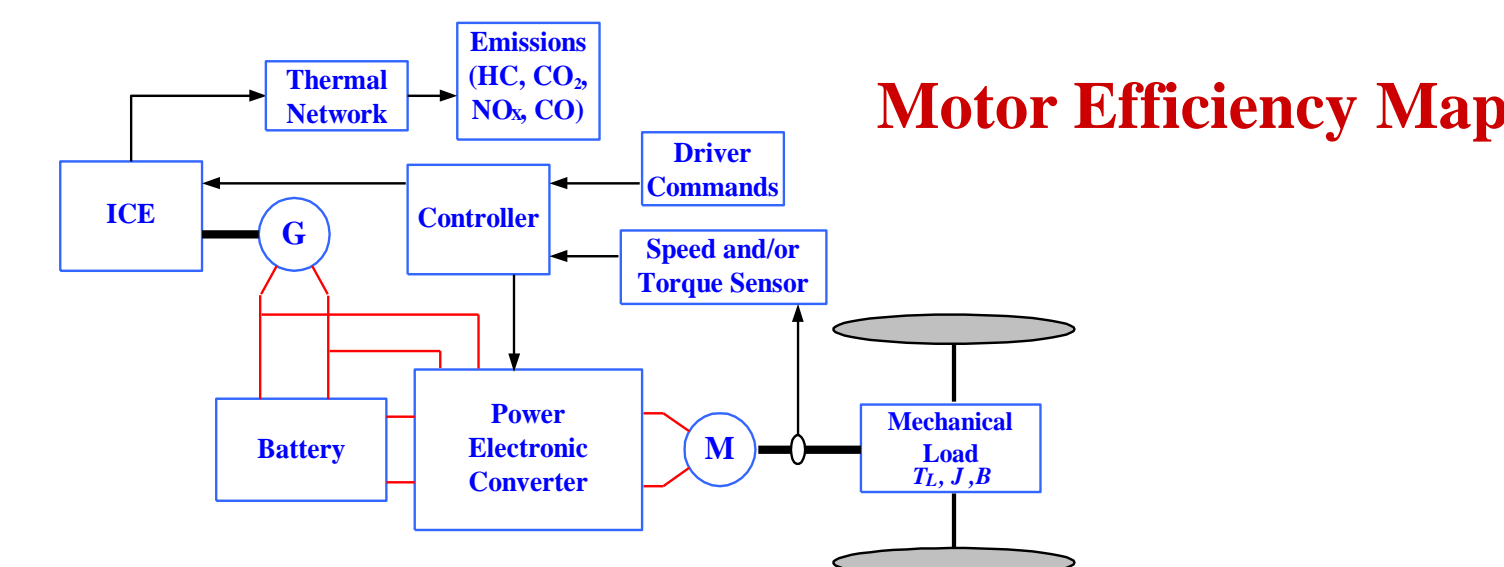 Motor Efficiency Map
Emissions
(HC, CO₂,
NOₓ, CO)
Thermal
Network
Driver
Commands
ICE
G
Controller
Speed and/or
Torque Sensor
Battery
Power
Electronic
Converter
M
Mechanical
Load
T_L, J ,B